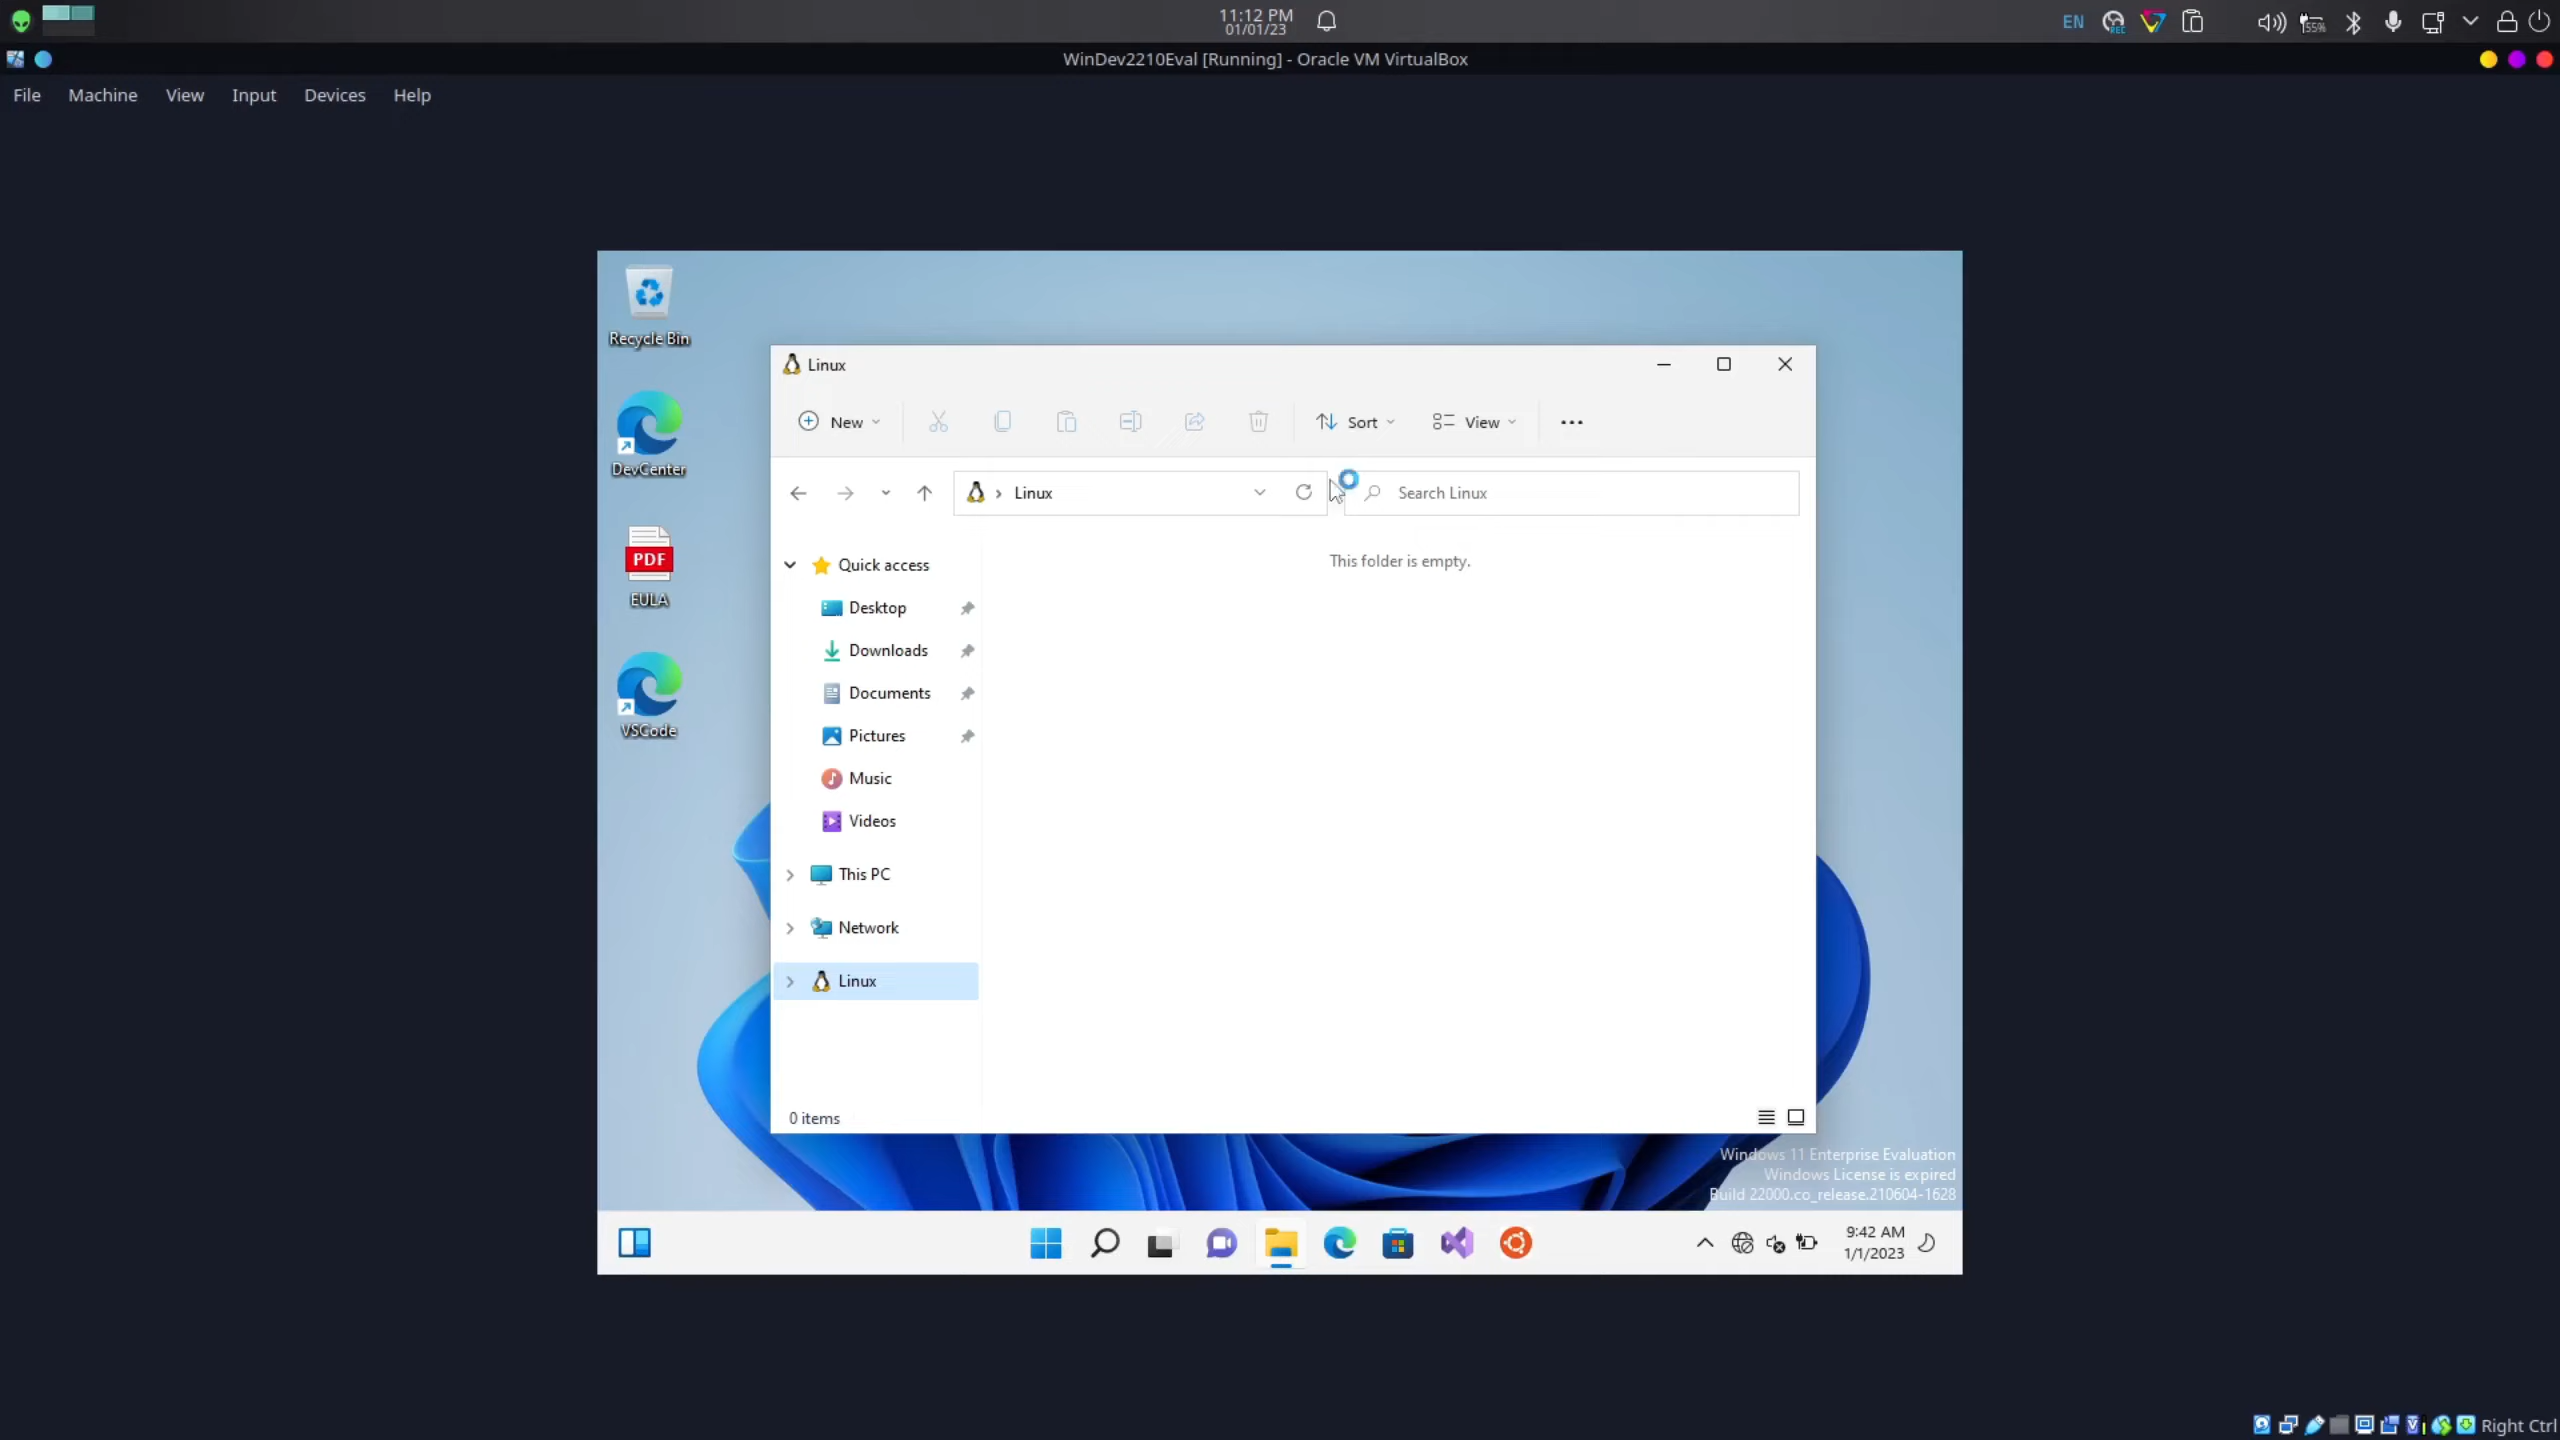 11:12 PM
01/01/23
EN
REC
55%
WinDev2210Eval [Running] - Oracle VM VirtualBox
File Machine View Input Devices Help
Recycle Bin
DevCenter
PDF
EULA
VSCode
Linux
New
Sort
View
Linux
Search Linux
This folder is empty.
Quick access
Desktop
Downloads
Documents
Pictures
Music
Videos
This PC
Network
Linux
0 items
Windows 11 Enterprise Evaluation
Windows License is expired
Build 22000.co_release.210604-1628
9:42 AM
1/1/2023
Right Ctrl